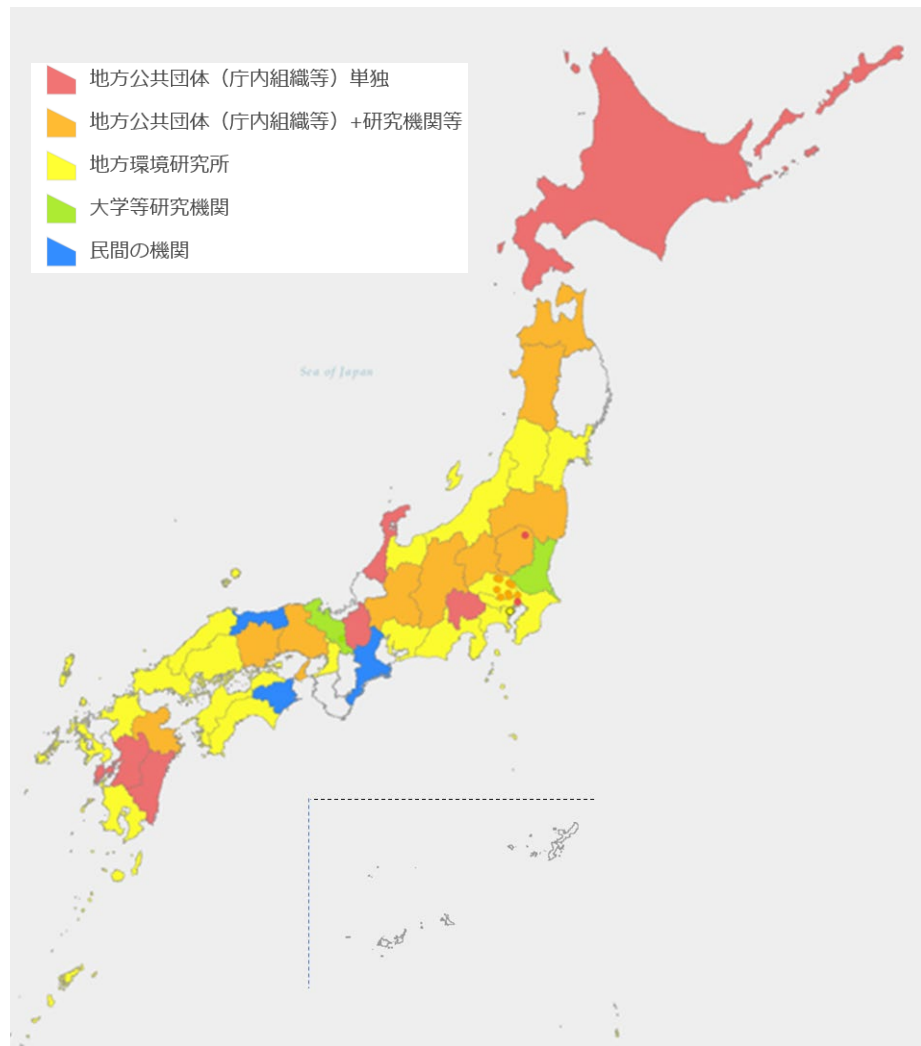 地方公共団体（庁内組織等）単独
地方公共団体（庁内組織等）+研究機関等
地方環境研究所
大学等研究機関
民間の機関
Sea of Japan